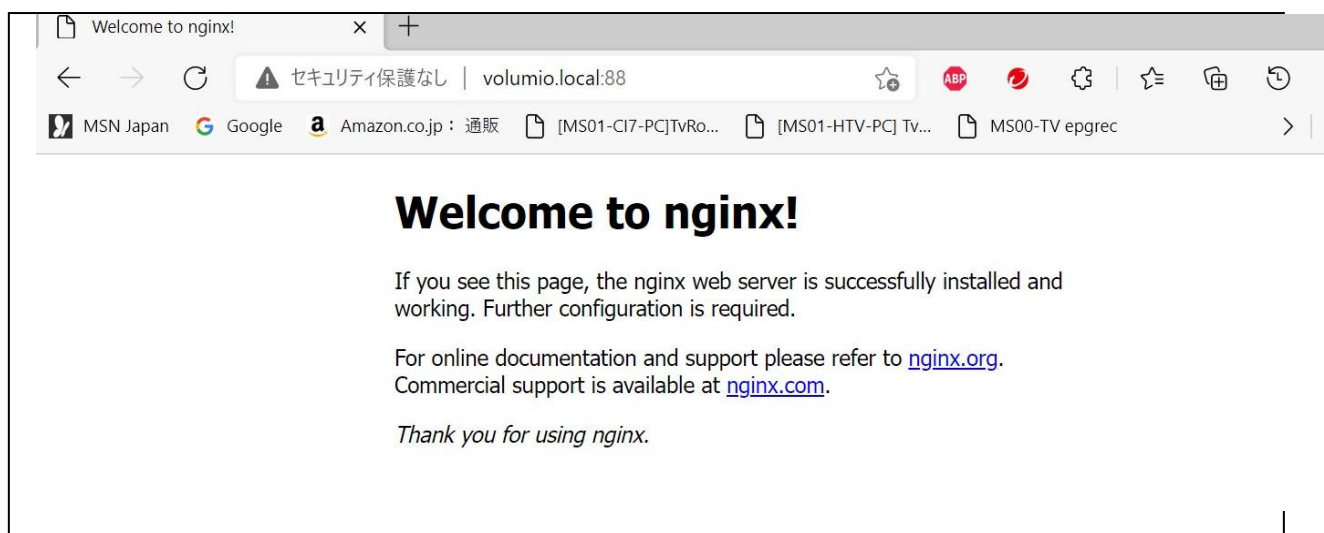 Welcome to nginx!
セキュリティ保護なし | volumio.local:88
ABP
MSN Japan G Google a Amazon.co.jp : 通販 [MS01-CI7-PC]TvRo... [MS01-HTV-PC] Tv... MS00-TV epgrec
Welcome to nginx!
If you see this page, the nginx web server is successfully installed and
working. Further configuration is required.
For online documentation and support please refer to nginx.org.
Commercial support is available at nginx.com.
Thank you for using nginx.